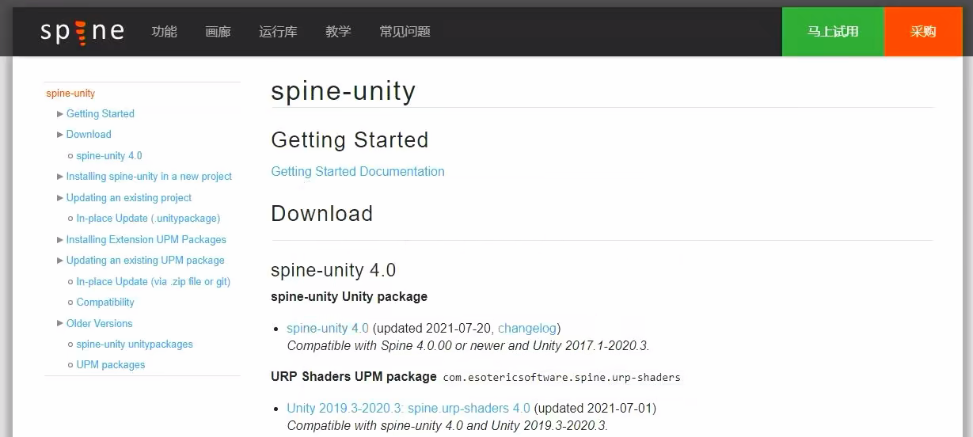 spine 功能 画廊 运行库 教学 常见问题 马上试用 采购
spine-unity
Getting Started
Download
spine-unity 4.0
Installing spine-unity in a new project
Updating an existing project
In-place Update (.unitypackage)
Installing Extension UPM Packages
Updating an existing UPM package
In-place Update (via .zip file or git)
Compatibility
Older Versions
spine-unity unitypackages
UPM packages
spine-unity
Getting Started
Getting Started Documentation
Download
spine-unity 4.0
spine-unity Unity package
spine-unity 4.0 (updated 2021-07-20, changelog)
Compatible with Spine 4.0.00 or newer and Unity 2017.1-2020.3.
URP Shaders UPM package com.esotericsoftware.spine.urp-shaders
Unity 2019.3-2020.3: spine.urp-shaders 4.0 (updated 2021-07-01)
Compatible with spine-unity 4.0 and Unity 2019.3-2020.3.